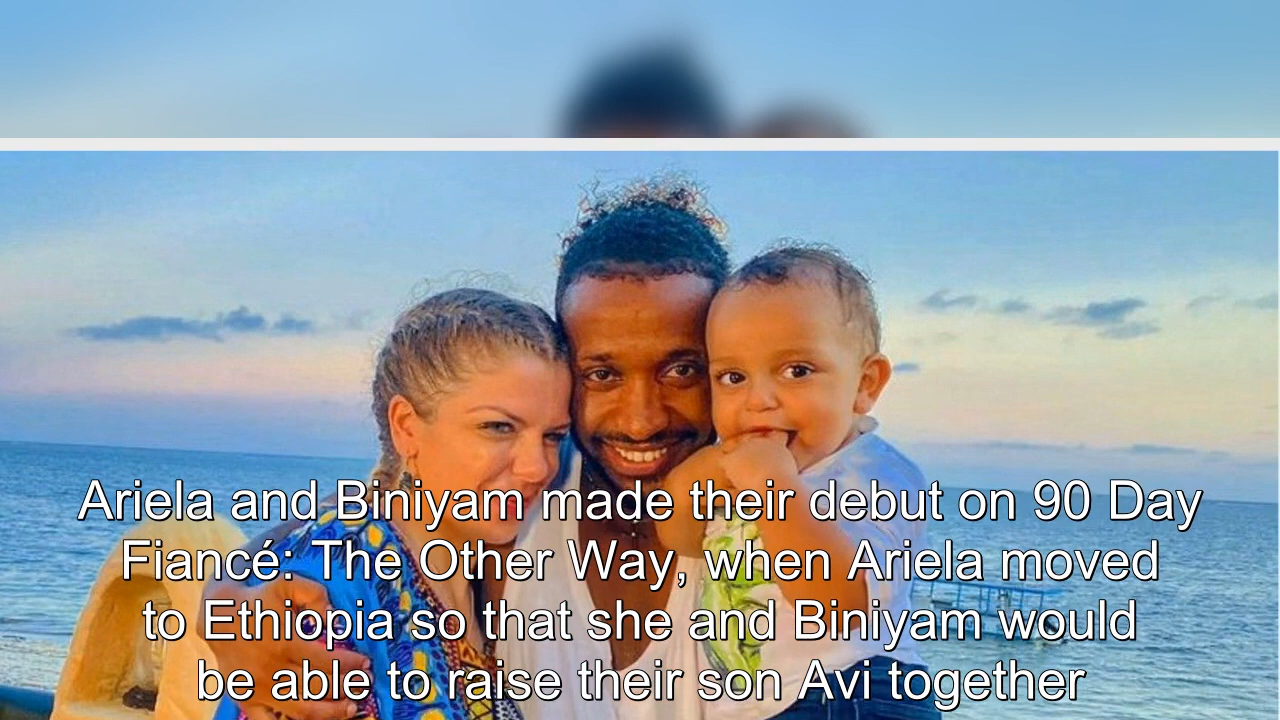 Ariela and Biniyam made their debut on 90 Day
Fiancé: The Other Way, when Ariela moved
to Ethiopia so that she and Biniyam would
be able to raise their son Avi together